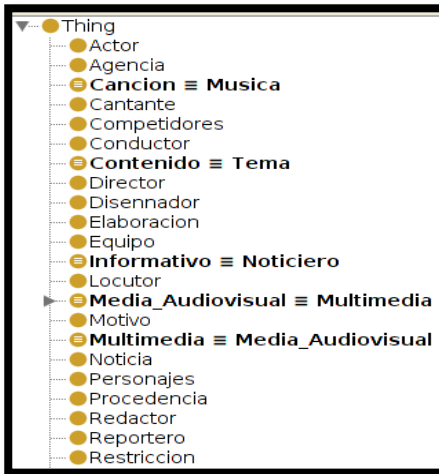 Thing
Actor
Agencia
Cancion ≡ Musica
Cantante
Competidores
Conductor
Contenido ≡ Tema
Director
Disennador
Elaboracion
Equipo
Informativo ≡ Noticiero
Locutor
Media_Audiovisual ≡ Multimedia
Motivo
Multimedia ≡ Media_Audiovisual
Noticia
Personajes
Procedencia
Redactor
Reportero
Restriccion